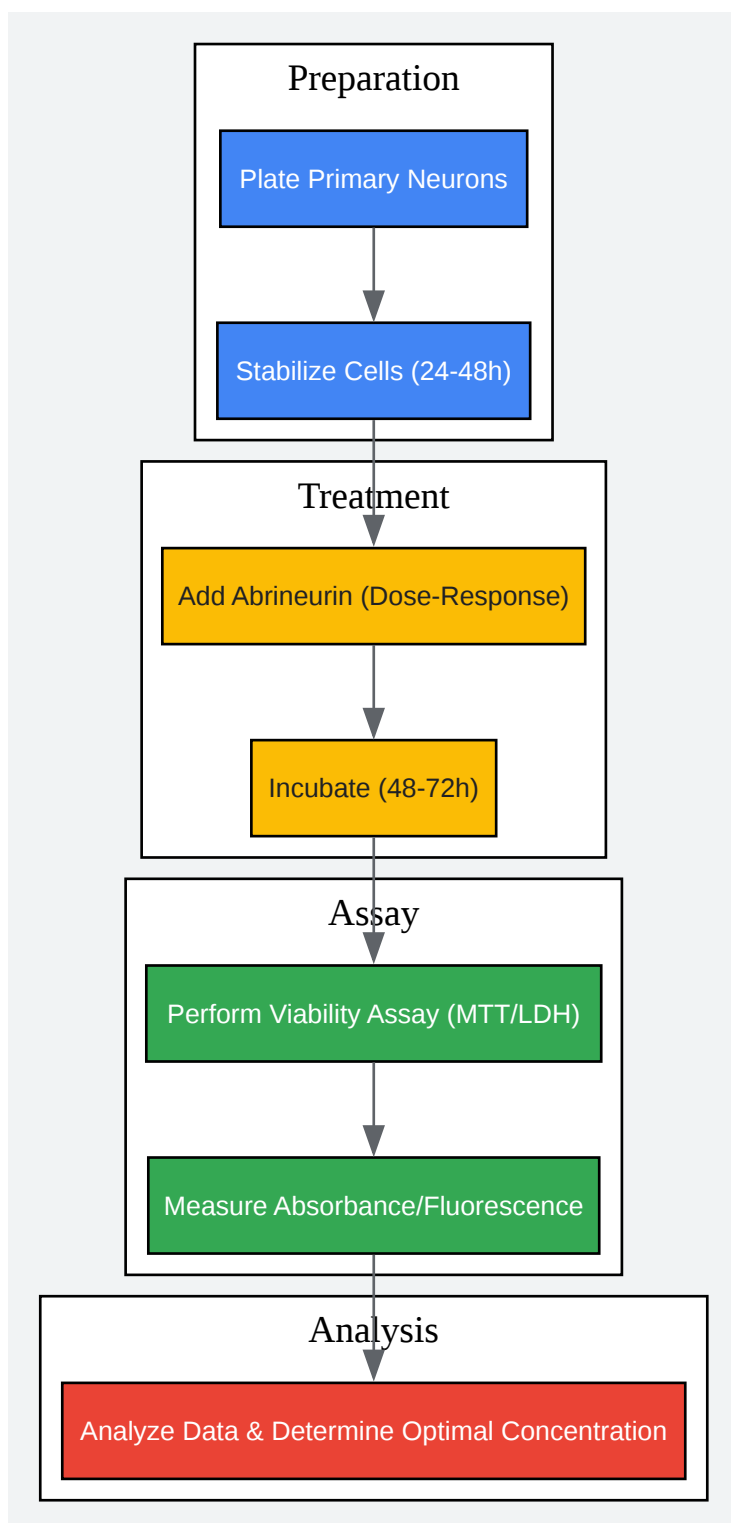 Preparation
Plate Primary Neurons
Stabilize Cells (24-48h)
Treatment
Add Abrineurin (Dose-Response)
Incubate (48-72h)
Assay
Perform Viability Assay (MTT/LDH)
Measure Absorbance/Fluorescence
Analysis
Analyze Data & Determine Optimal Concentration